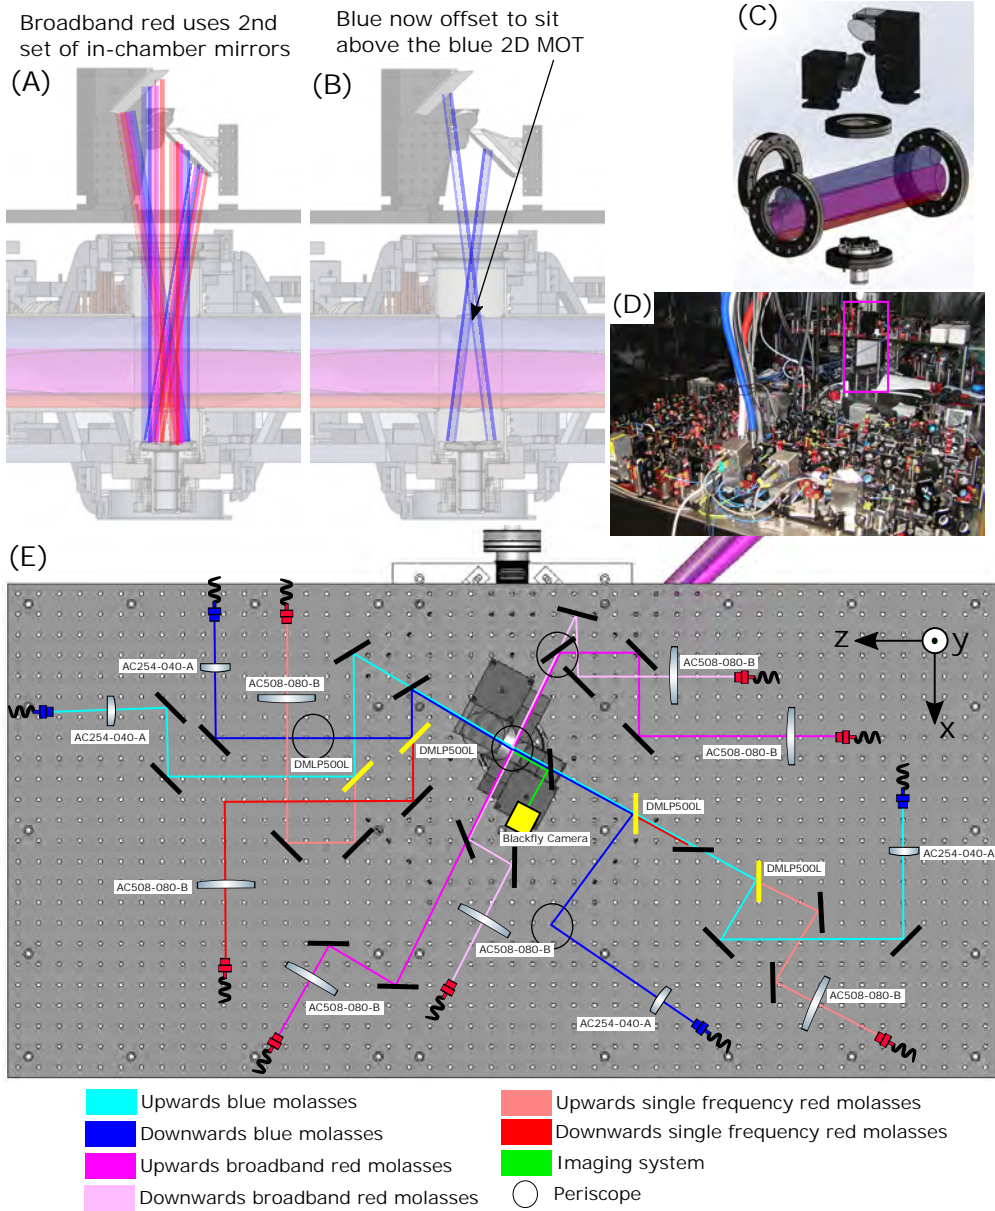 Broadband red uses 2nd
set of in-chamber mirrors
Blue now offset to sit
above the blue 2D MOT
(A)
(B)
(C)
(D)
(E)
AC254-040-A
AC508-080-B
AC254-040-A
DMLP500L
DMLP500L
AC508-080-B
AC508-080-B
z
y
x
AC508-080-B
DMLP500L
Blackfly Camera
DMLP500L
AC254-040-A
AC508-080-B
AC508-080-B
AC508-080-B
AC254-040-A
AC508-080-B
Upwards blue molasses
Downwards blue molasses
Upwards broadband red molasses
Downwards broadband red molasses
Upwards single frequency red molasses
Downwards single frequency red molasses
Imaging system
Periscope